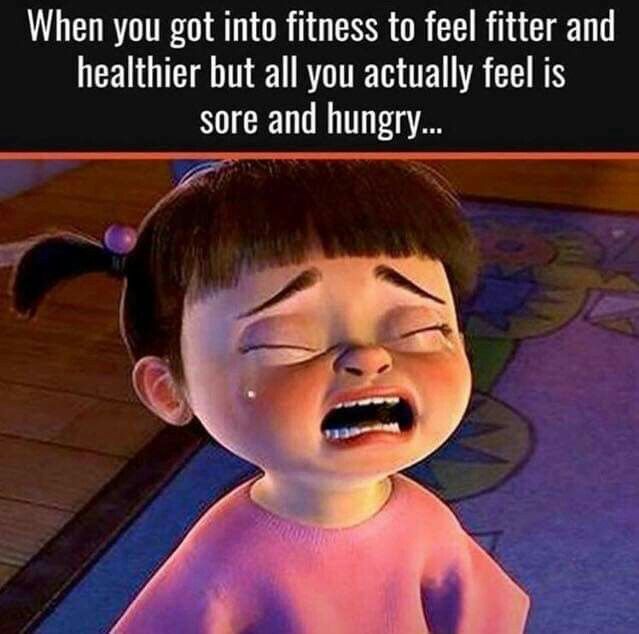 When you got into fitness to feel fitter and
healthier but all you actually feel is
sore and hungry...